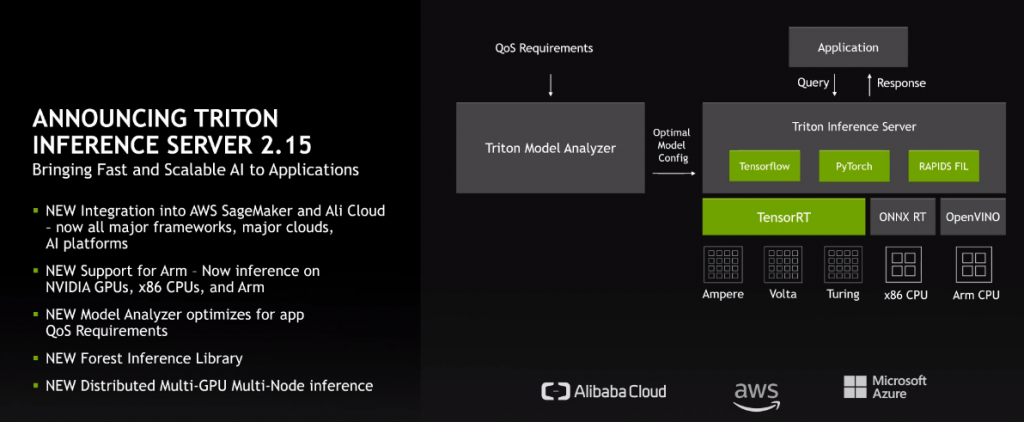 ANNOUNCING TRITON
INFERENCE SERVER 2.15
Bringing Fast and Scalable AI to Applications
NEW Integration into AWS SageMaker and Ali Cloud
– now all major frameworks, major clouds,
AI platforms
NEW Support for Arm – Now inference on
NVIDIA GPUs, x86 CPUs, and Arm
NEW Model Analyzer optimizes for app
QoS Requirements
NEW Forest Inference Library
NEW Distributed Multi-GPU Multi-Node inference
QoS Requirements
Triton Model Analyzer
Optimal
Model
Config
Application
Query
Response
Triton Inference Server
Tensorflow
PyTorch
RAPIDS FIL
TensorRT
ONNX RT
OpenVINO
Ampere
Volta
Turing
x86 CPU
Arm CPU
Alibaba Cloud
aws
Microsoft
Azure